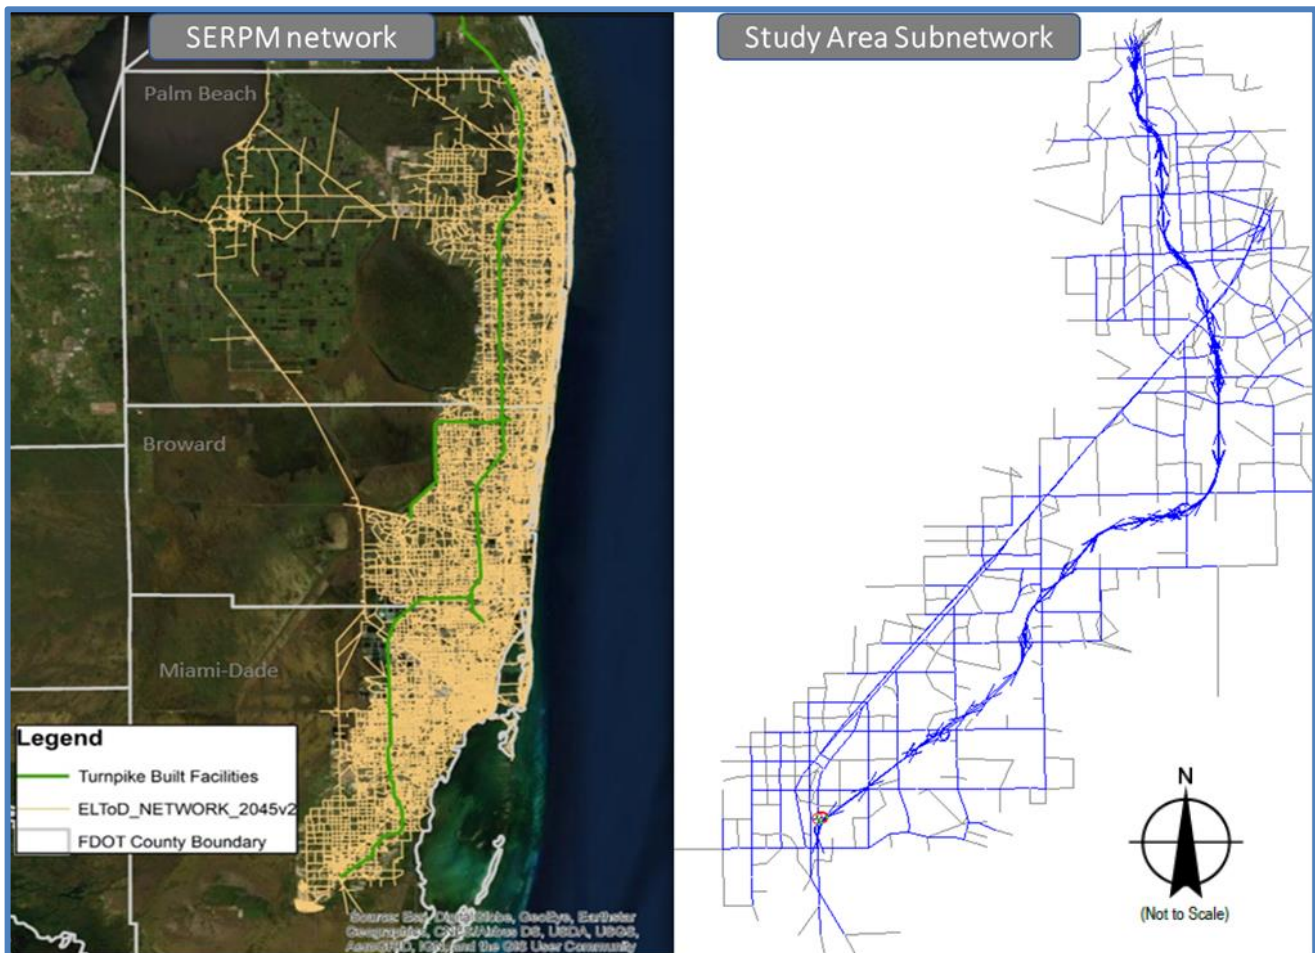 SERPM network
Study Area Subnetwork
Palm Beach
Broward
Miami-Dade
Legend
Turnpike Built Facilities
ELToD_NETWORK_2045v2
FDOT County Boundary
Source: Esri, DigitalGlobe, GeoEye, Earthstar
Geographics, CNES/Airbus DS, USDA, USGS,
AeroGRID, IGN, and the GIS User Community
N
(Not to Scale)